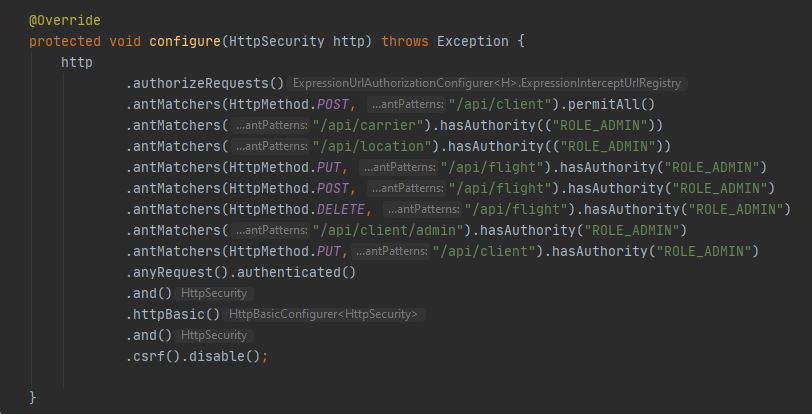 @Override
protected void configure(HttpSecurity http) throws Exception {
http
.authorizeRequests() ExpressionUrlAuthorizationConfigurer<H>.ExpressionInterceptUrlRegistry
.antMatchers(HttpMethod.POST, ...antPatterns: "/api/client").permitAll()
.antMatchers( ...antPatterns: "/api/carrier").hasAuthority(("ROLE_ADMIN"))
.antMatchers( ...antPatterns: "/api/location").hasAuthority(("ROLE_ADMIN"))
.antMatchers(HttpMethod.PUT, ...antPatterns: "/api/flight").hasAuthority("ROLE_ADMIN")
.antMatchers(HttpMethod.POST, ...antPatterns: "/api/flight").hasAuthority("ROLE_ADMIN")
.antMatchers(HttpMethod.DELETE, ...antPatterns: "/api/flight").hasAuthority("ROLE_ADMIN")
.antMatchers( ...antPatterns: "/api/client/admin").hasAuthority("ROLE_ADMIN")
.antMatchers(HttpMethod.PUT, ...antPatterns: "/api/client").hasAuthority("ROLE_ADMIN")
.anyRequest().authenticated()
.and() HttpSecurity
.httpBasic() HttpBasicConfigurer<HttpSecurity>
.and() HttpSecurity
.csrf().disable();
}